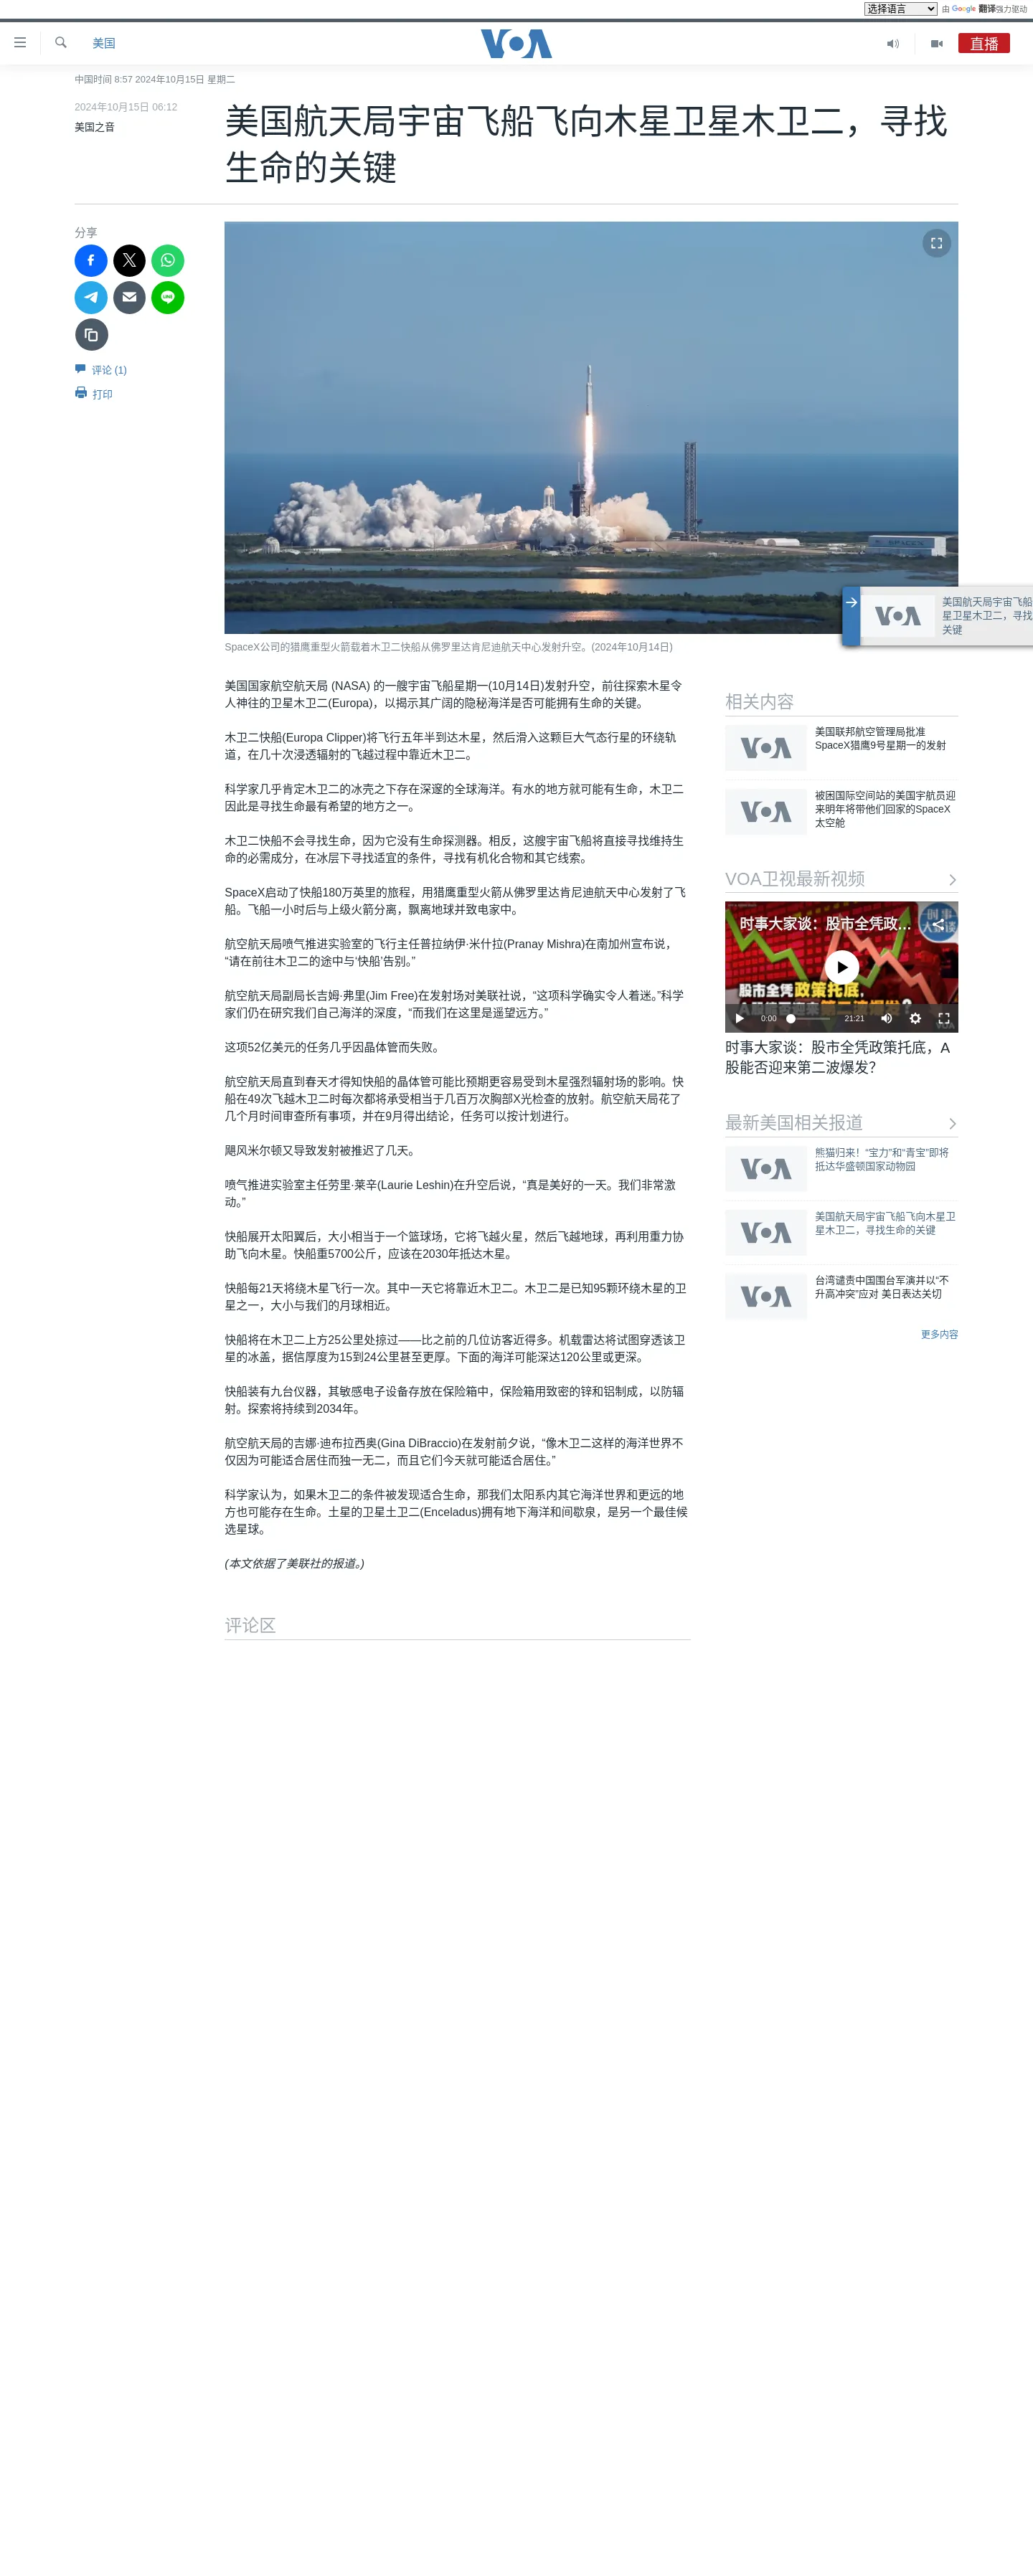 选择语言 由 Google 翻译强力驱动
美国
VOA
直播
中国时间 8:57 2024年10月15日 星期二
2024年10月15日 06:12
美国之音
美国航天局宇宙飞船飞向木星卫星木卫二，寻找
生命的关键
分享
评论 (1)
打印
SPACEX
SpaceX公司的猎鹰重型火箭载着木卫二快船从佛罗里达肯尼迪航天中心发射升空。(2024年10月14日)
VOA
美国航天局宇宙飞船
星卫星木卫二，寻找
关键
美国国家航空航天局 (NASA) 的一艘宇宙飞船星期一(10月14日)发射升空，前往探索木星令
人神往的卫星木卫二(Europa)，以揭示其广阔的隐秘海洋是否可能拥有生命的关键。
木卫二快船(Europa Clipper)将飞行五年半到达木星，然后滑入这颗巨大气态行星的环绕轨
道，在几十次浸透辐射的飞越过程中靠近木卫二。
科学家几乎肯定木卫二的冰壳之下存在深邃的全球海洋。有水的地方就可能有生命，木卫二
因此是寻找生命最有希望的地方之一。
木卫二快船不会寻找生命，因为它没有生命探测器。相反，这艘宇宙飞船将直接寻找维持生
命的必需成分，在冰层下寻找适宜的条件，寻找有机化合物和其它线索。
SpaceX启动了快船180万英里的旅程，用猎鹰重型火箭从佛罗里达肯尼迪航天中心发射了飞
船。飞船一小时后与上级火箭分离，飘离地球并致电家中。
航空航天局喷气推进实验室的飞行主任普拉纳伊·米什拉(Pranay Mishra)在南加州宣布说，
“请在前往木卫二的途中与‘快船’告别。”
航空航天局副局长吉姆·弗里(Jim Free)在发射场对美联社说，“这项科学确实令人着迷。”科学
家们仍在研究我们自己海洋的深度，“而我们在这里是遥望远方。”
这项52亿美元的任务几乎因晶体管而失败。
航空航天局直到春天才得知快船的晶体管可能比预期更容易受到木星强烈辐射场的影响。快
船在49次飞越木卫二时每次都将承受相当于几百万次胸部X光检查的放射。航空航天局花了
几个月时间审查所有事项，并在9月得出结论，任务可以按计划进行。
飓风米尔顿又导致发射被推迟了几天。
喷气推进实验室主任劳里·莱辛(Laurie Leshin)在升空后说，“真是美好的一天。我们非常激
动。”
快船展开太阳翼后，大小相当于一个篮球场，它将飞越火星，然后飞越地球，再利用重力协
助飞向木星。快船重5700公斤，应该在2030年抵达木星。
快船每21天将绕木星飞行一次。其中一天它将靠近木卫二。木卫二是已知95颗环绕木星的卫
星之一，大小与我们的月球相近。
快船将在木卫二上方25公里处掠过——比之前的几位访客近得多。机载雷达将试图穿透该卫
星的冰盖，据信厚度为15到24公里甚至更厚。下面的海洋可能深达120公里或更深。
快船装有九台仪器，其敏感电子设备存放在保险箱中，保险箱用致密的锌和铝制成，以防辐
射。探索将持续到2034年。
航空航天局的吉娜·迪布拉西奥(Gina DiBraccio)在发射前夕说，“像木卫二这样的海洋世界不
仅因为可能适合居住而独一无二，而且它们今天就可能适合居住。”
科学家认为，如果木卫二的条件被发现适合生命，那我们太阳系内其它海洋世界和更远的地
方也可能存在生命。土星的卫星土卫二(Enceladus)拥有地下海洋和间歇泉，是另一个最佳候
选星球。
(本文依据了美联社的报道。)
评论区
相关内容
VOA
美国联邦航空管理局批准
SpaceX猎鹰9号星期一的发射
VOA
被困国际空间站的美国宇航员迎
来明年将带他们回家的SpaceX
太空舱
VOA卫视最新视频
时事大家谈：股市全凭政...
时事
大家谈
股市全凭政策托底，
0:00 21:21
时事大家谈：股市全凭政策托底，A
股能否迎来第二波爆发？
最新美国相关报道
VOA
熊猫归来！“宝力”和“青宝”即将
抵达华盛顿国家动物园
VOA
美国航天局宇宙飞船飞向木星卫
星木卫二，寻找生命的关键
VOA
台湾谴责中国围台军演并以“不
升高冲突”应对 美日表达关切
更多内容